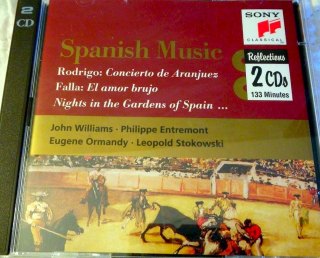 2
CD
SONY
CLASSICAL
Reflections
2 CDs
133 Minutes
Spanish Music
Rodrigo: Concierto de Aranjuez
Falla: El amor brujo
Nights in the Gardens of Spain ...
John Williams · Philippe Entremont
Eugene Ormandy · Leopold Stokowski